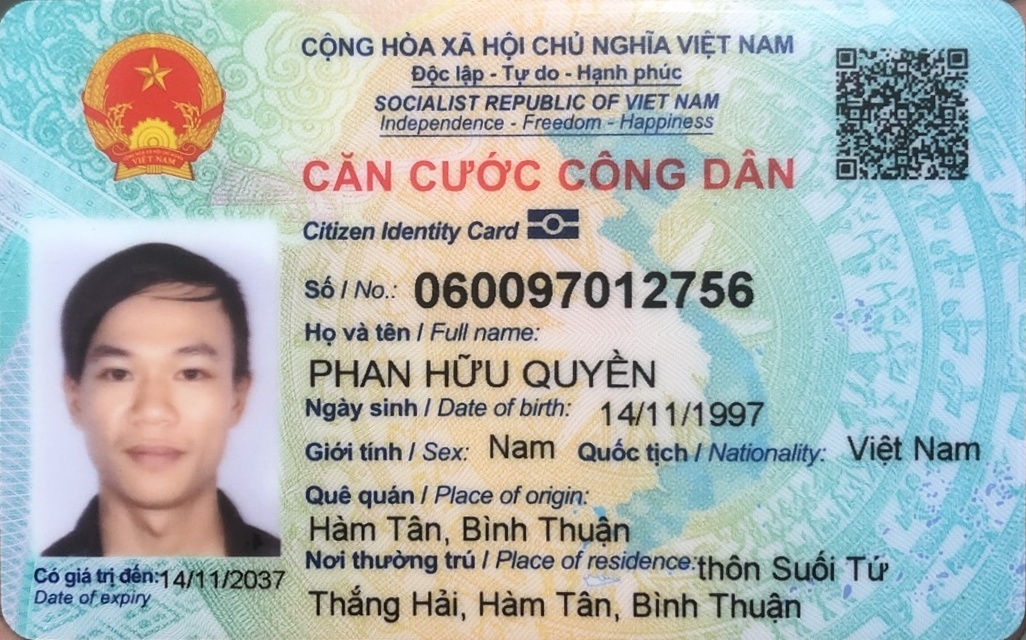 CỘNG HÒA XÃ HỘI CHỦ NGHĨA VIỆT NAM
Độc lập - Tự do - Hạnh phúc
SOCIALIST REPUBLIC OF VIET NAM
Independence - Freedom - Happiness
CĂN CƯỚC CÔNG DÂN
Citizen Identity Card
Số / No.: 060097012756
Họ và tên / Full name:
PHAN HỮU QUYỀN
Ngày sinh / Date of birth: 14/11/1997
Giới tính / Sex: Nam Quốc tịch / Nationality: Việt Nam
Quê quán / Place of origin:
Hàm Tân, Bình Thuận
Nơi thường trú / Place of residence: thôn Suối Tứ
Thắng Hải, Hàm Tân, Bình Thuận
Có giá trị đến: 14/11/2037
Date of expiry
VIỆT NAM